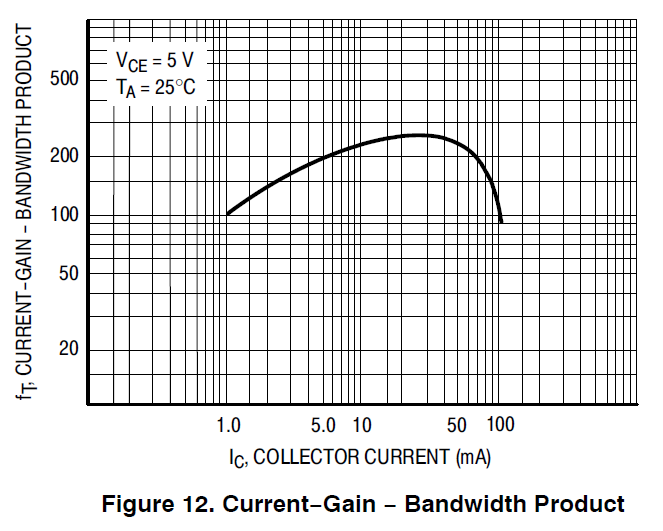 fT, CURRENT-GAIN – BANDWIDTH PRODUCT
VCE = 5 V
TA = 25°C
500
200
100
50
20
1.0 5.0 10 50 100
IC, COLLECTOR CURRENT (mA)
Figure 12. Current–Gain – Bandwidth Product